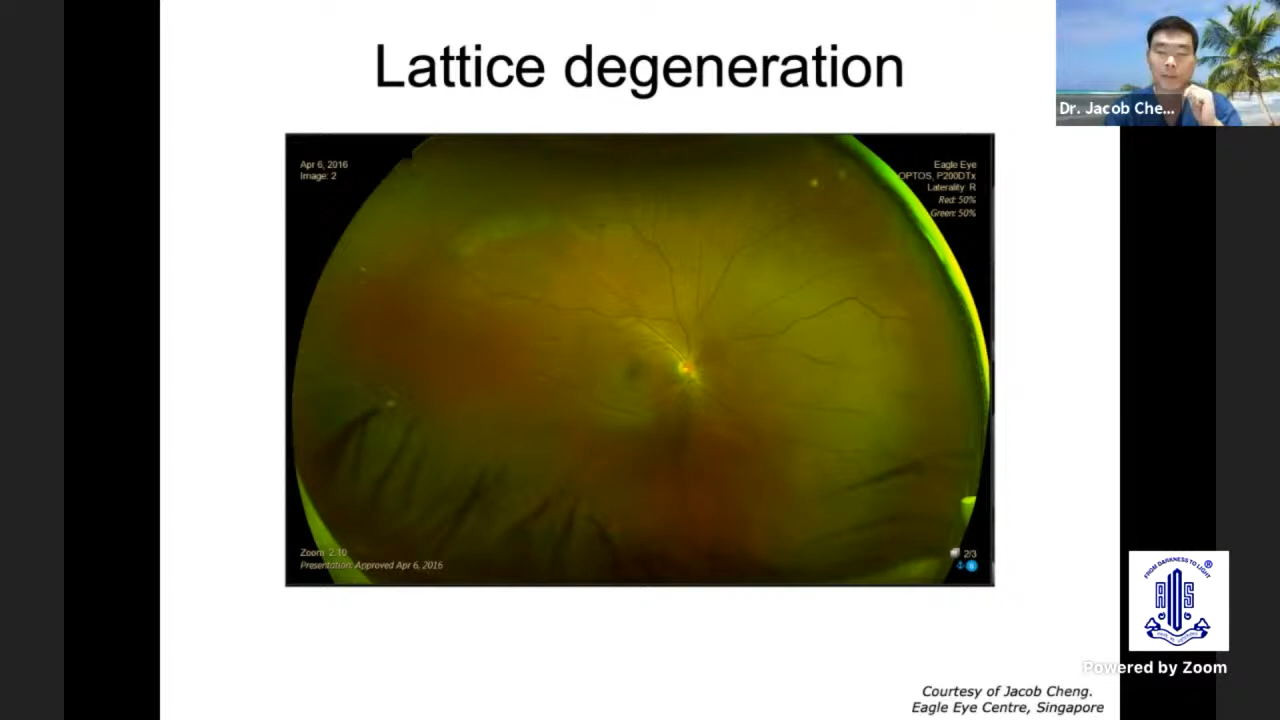 Lattice degeneration
Dr. Jacob Che...
Apr 6, 2016
Image: 2
Eagle Eye
OPTOS, P200DTx
Laterality: R
Red: 50%
Green: 50%
Zoom: 2.10
Presentation: Approved Apr 6, 2016
2/3
FROM DARKNESS TO LIGHT
®
Powered by Zoom
Courtesy of Jacob Cheng.
Eagle Eye Centre, Singapore